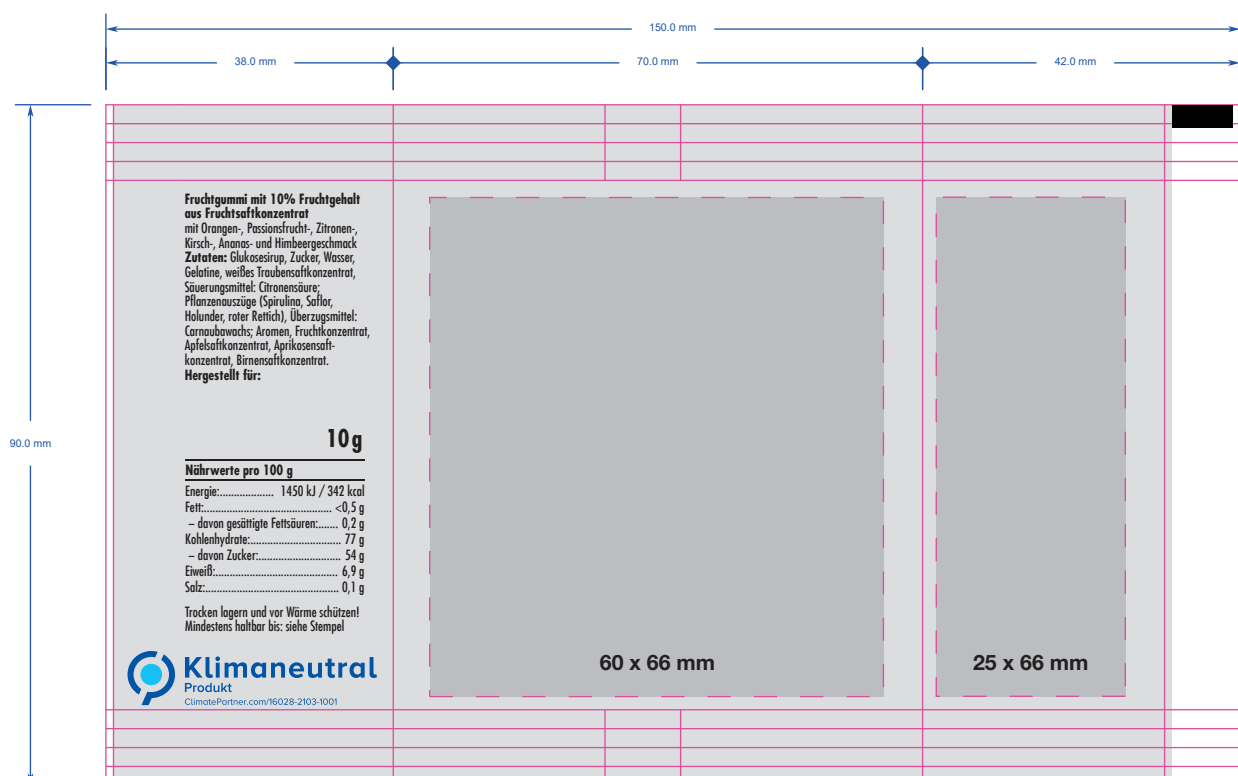 150.0 mm
38.0 mm
70.0 mm
42.0 mm
90.0 mm
Fruchtgummi mit 10% Fruchtgehalt
aus Fruchtsaftkonzentrat
mit Orangen-, Passionsfrucht-, Zitronen-,
Kirsch-, Ananas- und Himbeergeschmack
Zutaten: Glukosesirup, Zucker, Wasser,
Gelatine, weißes Traubensaftkonzentrat,
Säuerungsmittel: Citronensäure;
Pflanzenauszüge (Spirulina, Saflor,
Holunder, roter Rettich), Überzugsmittel:
Carnaubawachs; Aromen, Fruchtkonzentrat,
Apfelsaftkonzentrat, Aprikosensaft-
konzentrat, Birnensaftkonzentrat.
Hergestellt für:
10g
Nährwerte pro 100 g
Energie:................... 1450 kJ / 342 kcal
Fett:............................................ <0,5 g
– davon gesättigte Fettsäuren:....... 0,2 g
Kohlenhydrate:................................ 77 g
– davon Zucker:............................. 54 g
Eiweiß:.......................................... 6,9 g
Salz:.............................................. 0,1 g
Trocken lagern und vor Wärme schützen!
Mindestens haltbar bis: siehe Stempel
Klimaneutral
Produkt
ClimatePartner.com/16028-2103-1001
60 x 66 mm
25 x 66 mm